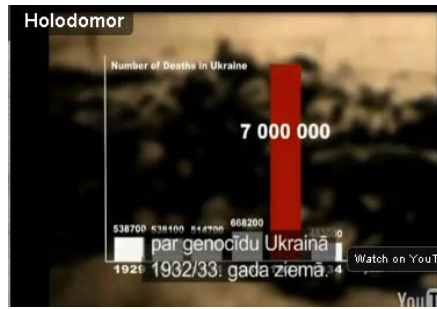 Holodomor
Number of Deaths in Ukraine
7 000 000
538700 538100 514700 668200
par genocīdu Ukrainā
1929 1932/33. gada ziemā.
Watch on YouT
You